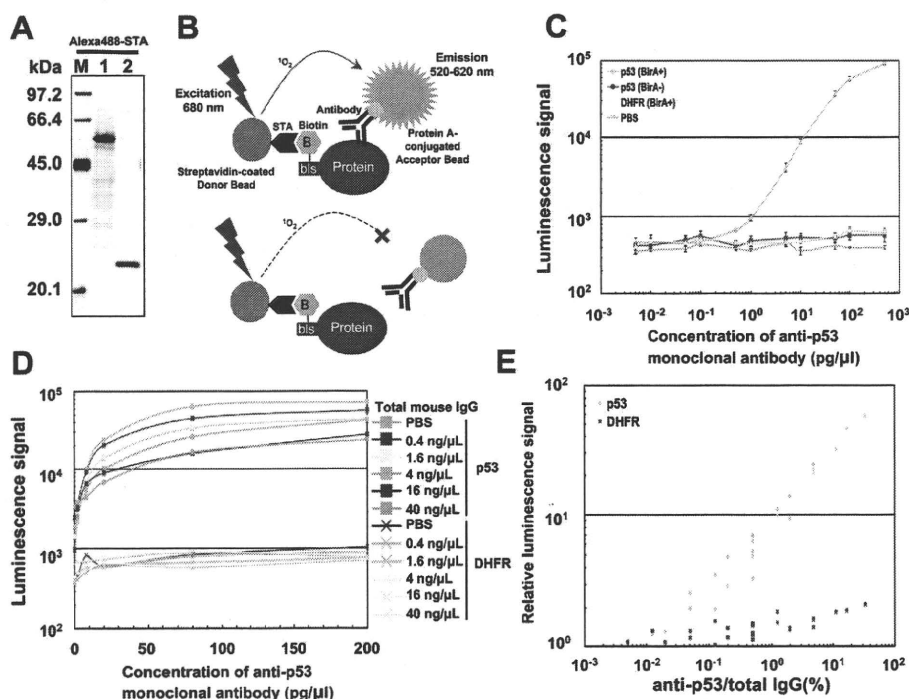 A
Alexa488-STA
kDa M 1 2
97.2
66.4
45.0
29.0
20.1
B
Excitation
680 nm
¹O₂
Emission
520-620 nm
Antibody
STA
Biotin
B
bls
Protein
Streptavidin-coated
Donor Bead
Protein A-
conjugated
Acceptor Bead
¹O₂
B
bls
Protein
C
Luminescence signal
10⁵
10⁴
10³
10²
p53 (BirA+)
p53 (BirA-)
DHFR (BirA+)
PBS
10⁻³ 10⁻² 10⁻¹ 10⁰ 10¹ 10² 10³
Concentration of anti-p53
monoclonal antibody (pg/µl)
D
Luminescence signal
10⁵
10⁴
10³
10²
0 50 100 150 200
Concentration of anti-p53
monoclonal antibody (pg/µl)
Total mouse IgG
PBS
0.4 ng/µL
1.6 ng/µL
4 ng/µL
16 ng/µL
40 ng/µL
p53
PBS
0.4 ng/µL
1.6 ng/µL
4 ng/µL
16 ng/µL
40 ng/µL
DHFR
E
Relative luminescence signal
10²
10¹
10⁰
p53
DHFR
10⁻³ 10⁻² 10⁻¹ 10⁰ 10¹ 10²
anti-p53/total IgG(%)